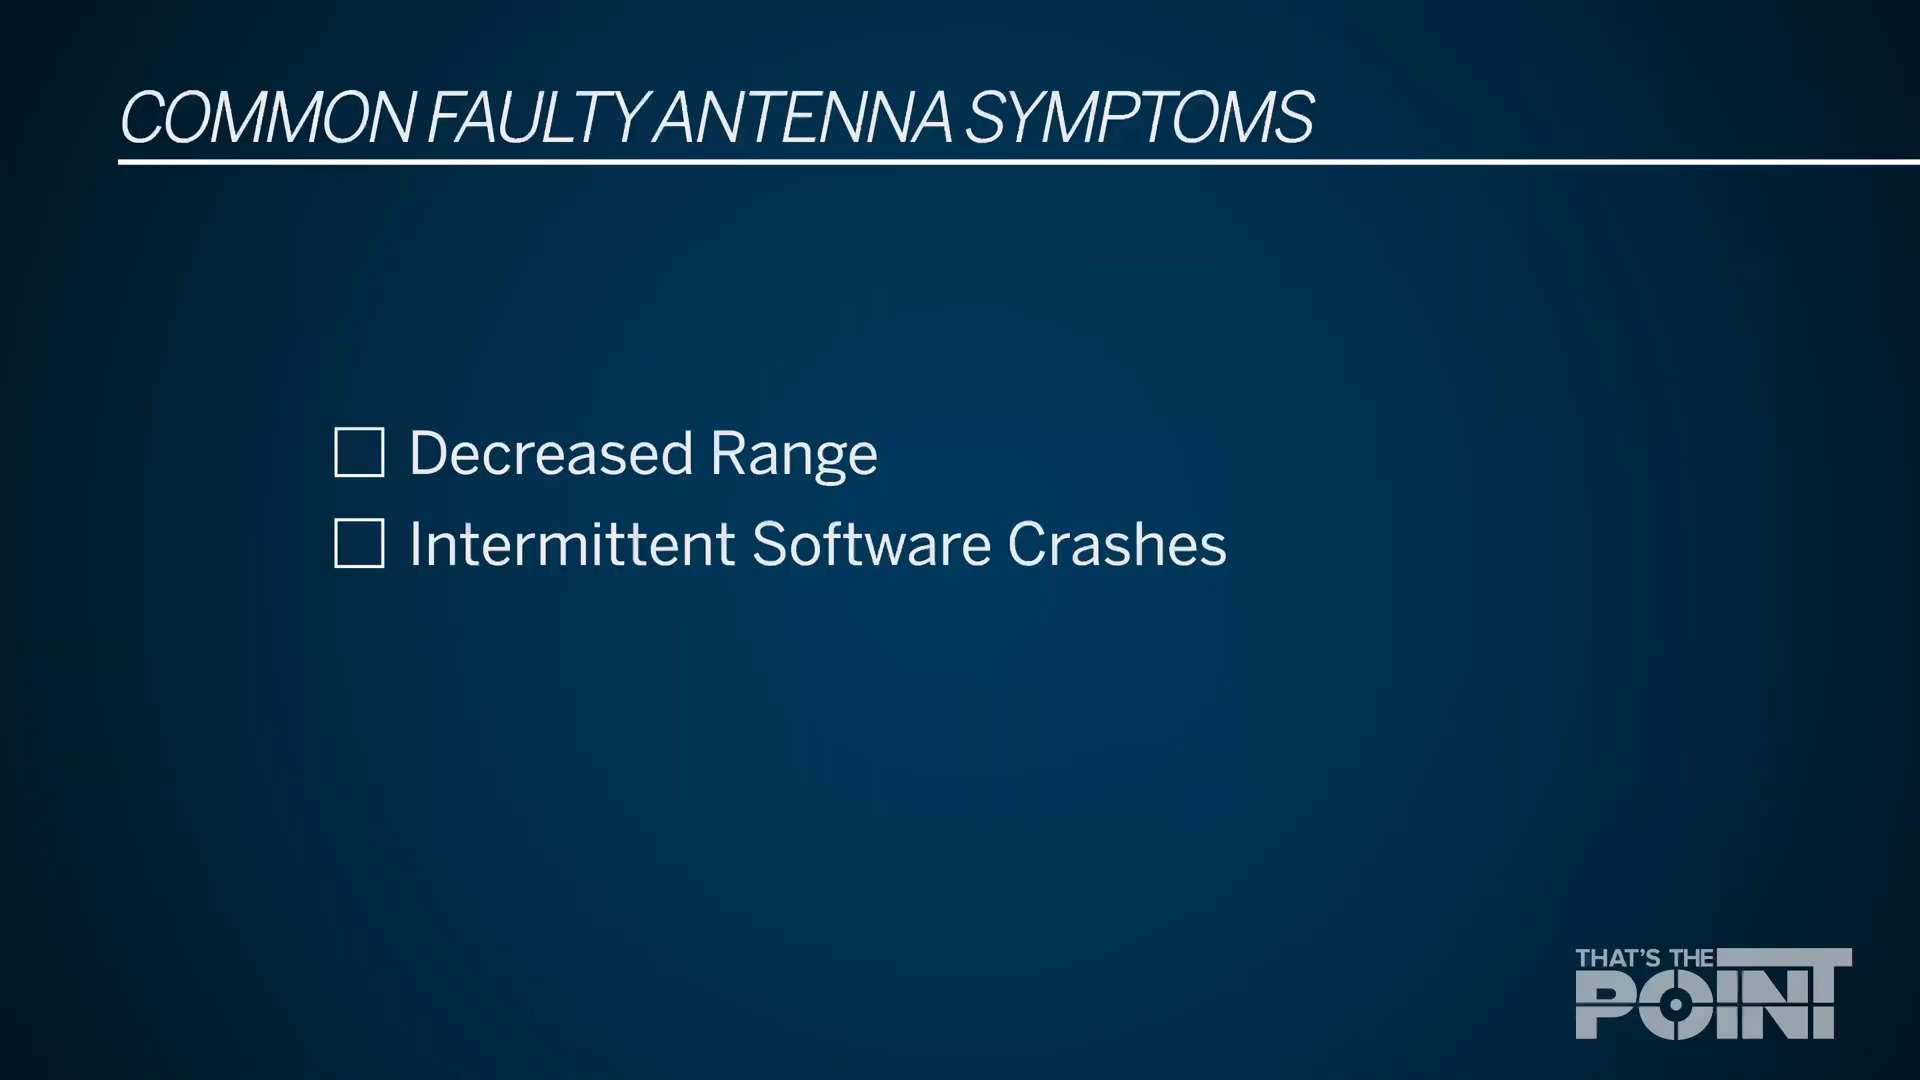 COMMON FAULTY ANTENNA SYMPTOMS
Decreased Range
Intermittent Software Crashes
THAT'S THE
POINT